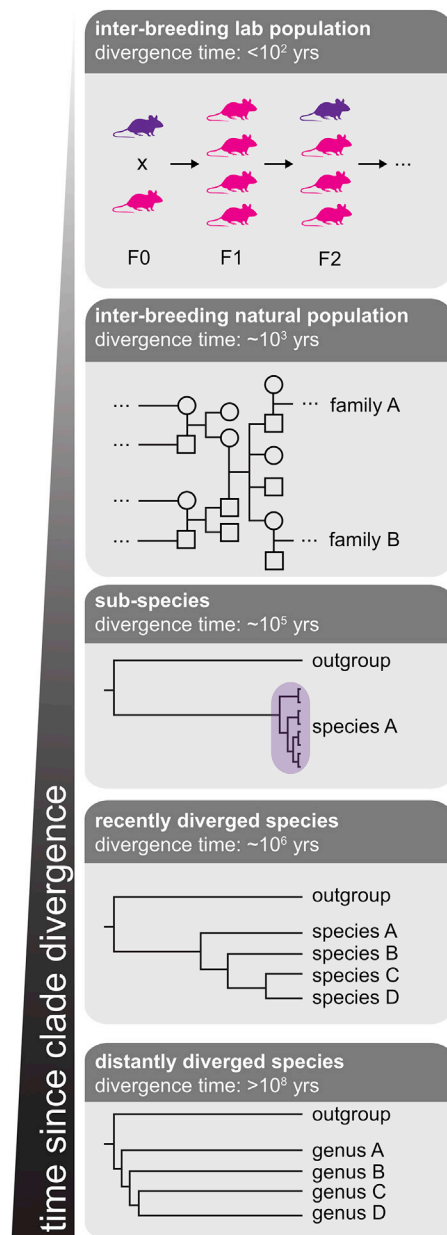 inter-breeding lab population
divergence time: <10² yrs
x
...
F0 F1 F2
inter-breeding natural population
divergence time: ~10³ yrs
... ... family A
...
...
... ... family B
sub-species
divergence time: ~10⁵ yrs
outgroup
species A
recently diverged species
divergence time: ~10⁶ yrs
outgroup
species A
species B
species C
species D
distantly diverged species
divergence time: >10⁸ yrs
outgroup
genus A
genus B
genus C
genus D
time since clade divergence